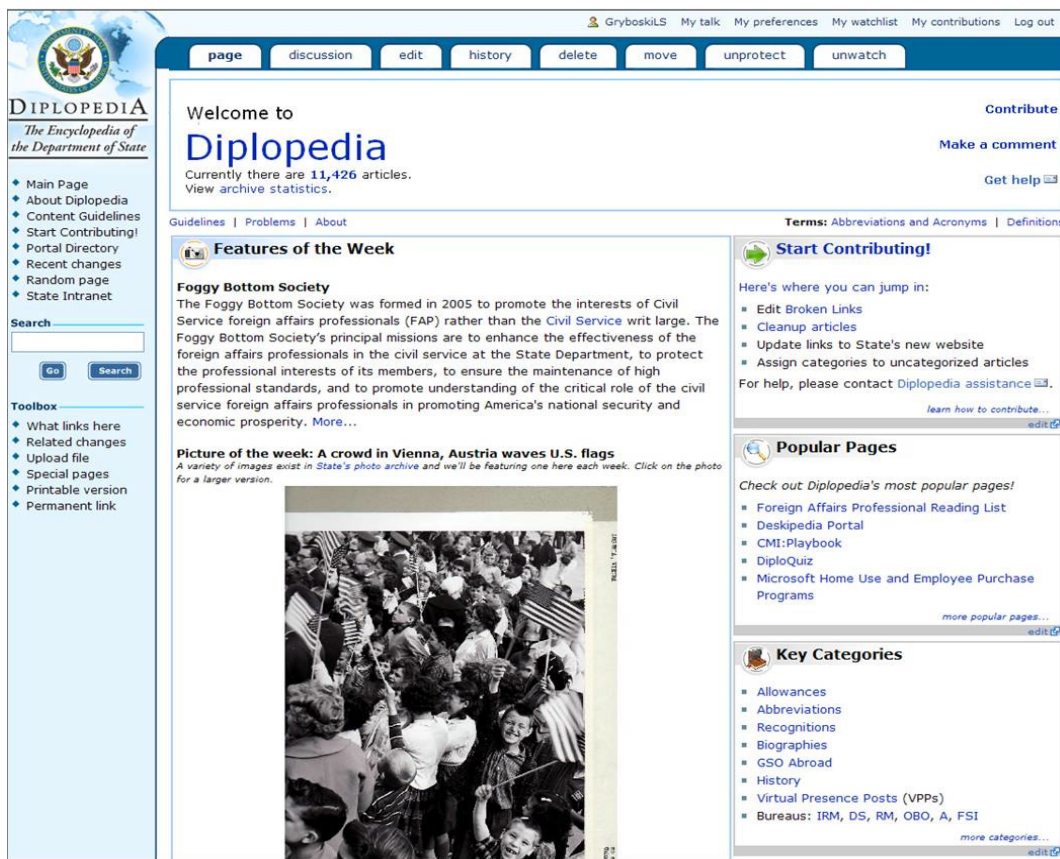 GryboskiLS My talk My preferences My watchlist My contributions Log out
page discussion edit history delete move unprotect unwatch
DIPLOPEDIA
The Encyclopedia of
the Department of State
Main Page
About Diplopedia
Content Guidelines
Start Contributing!
Portal Directory
Recent changes
Random page
State Intranet
Search
Go Search
Toolbox
What links here
Related changes
Upload file
Special pages
Printable version
Permanent link
Welcome to
Diplopedia
Currently there are 11,426 articles.
View archive statistics.
Contribute
Make a comment
Get help
Guidelines | Problems | About
Terms: Abbreviations and Acronyms | Definitions
Features of the Week
Foggy Bottom Society
The Foggy Bottom Society was formed in 2005 to promote the interests of Civil
Service foreign affairs professionals (FAP) rather than the Civil Service writ large. The
Foggy Bottom Society's principal missions are to enhance the effectiveness of the
foreign affairs professionals in the civil service at the State Department, to protect
the professional interests of its members, to ensure the maintenance of high
professional standards, and to promote understanding of the critical role of the civil
service foreign affairs professionals in promoting America's national security and
economic prosperity. More...
Picture of the week: A crowd in Vienna, Austria waves U.S. flags
A variety of images exist in State's photo archive and we'll be featuring one here each week. Click on the photo
for a larger version.
Start Contributing!
Here's where you can jump in:
Edit Broken Links
Cleanup articles
Update links to State's new website
Assign categories to uncategorized articles
For help, please contact Diplopedia assistance.
learn how to contribute...
edit
Popular Pages
Check out Diplopedia's most popular pages!
Foreign Affairs Professional Reading List
Deskipedia Portal
CMI:Playbook
DiploQuiz
Microsoft Home Use and Employee Purchase
Programs
more popular pages...
edit
Key Categories
Allowances
Abbreviations
Recognitions
Biographies
GSO Abroad
History
Virtual Presence Posts (VPPs)
Bureaus: IRM, DS, RM, OBO, A, FSI
more categories...
edit